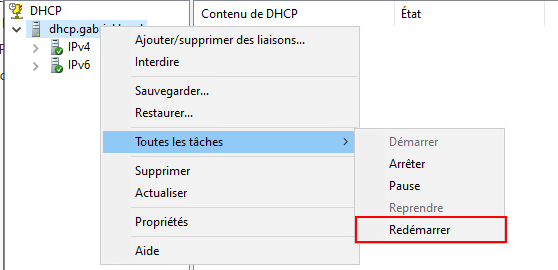 DHCP
Contenu de DHCP
État
dhcp.gab
IPv4
IPv6
Ajouter/supprimer des liaisons...
Interdire
Sauvegarder...
Restaurer...
Toutes les tâches
Supprimer
Actualiser
Propriétés
Aide
Démarrer
Arrêter
Pause
Reprendre
Redémarrer